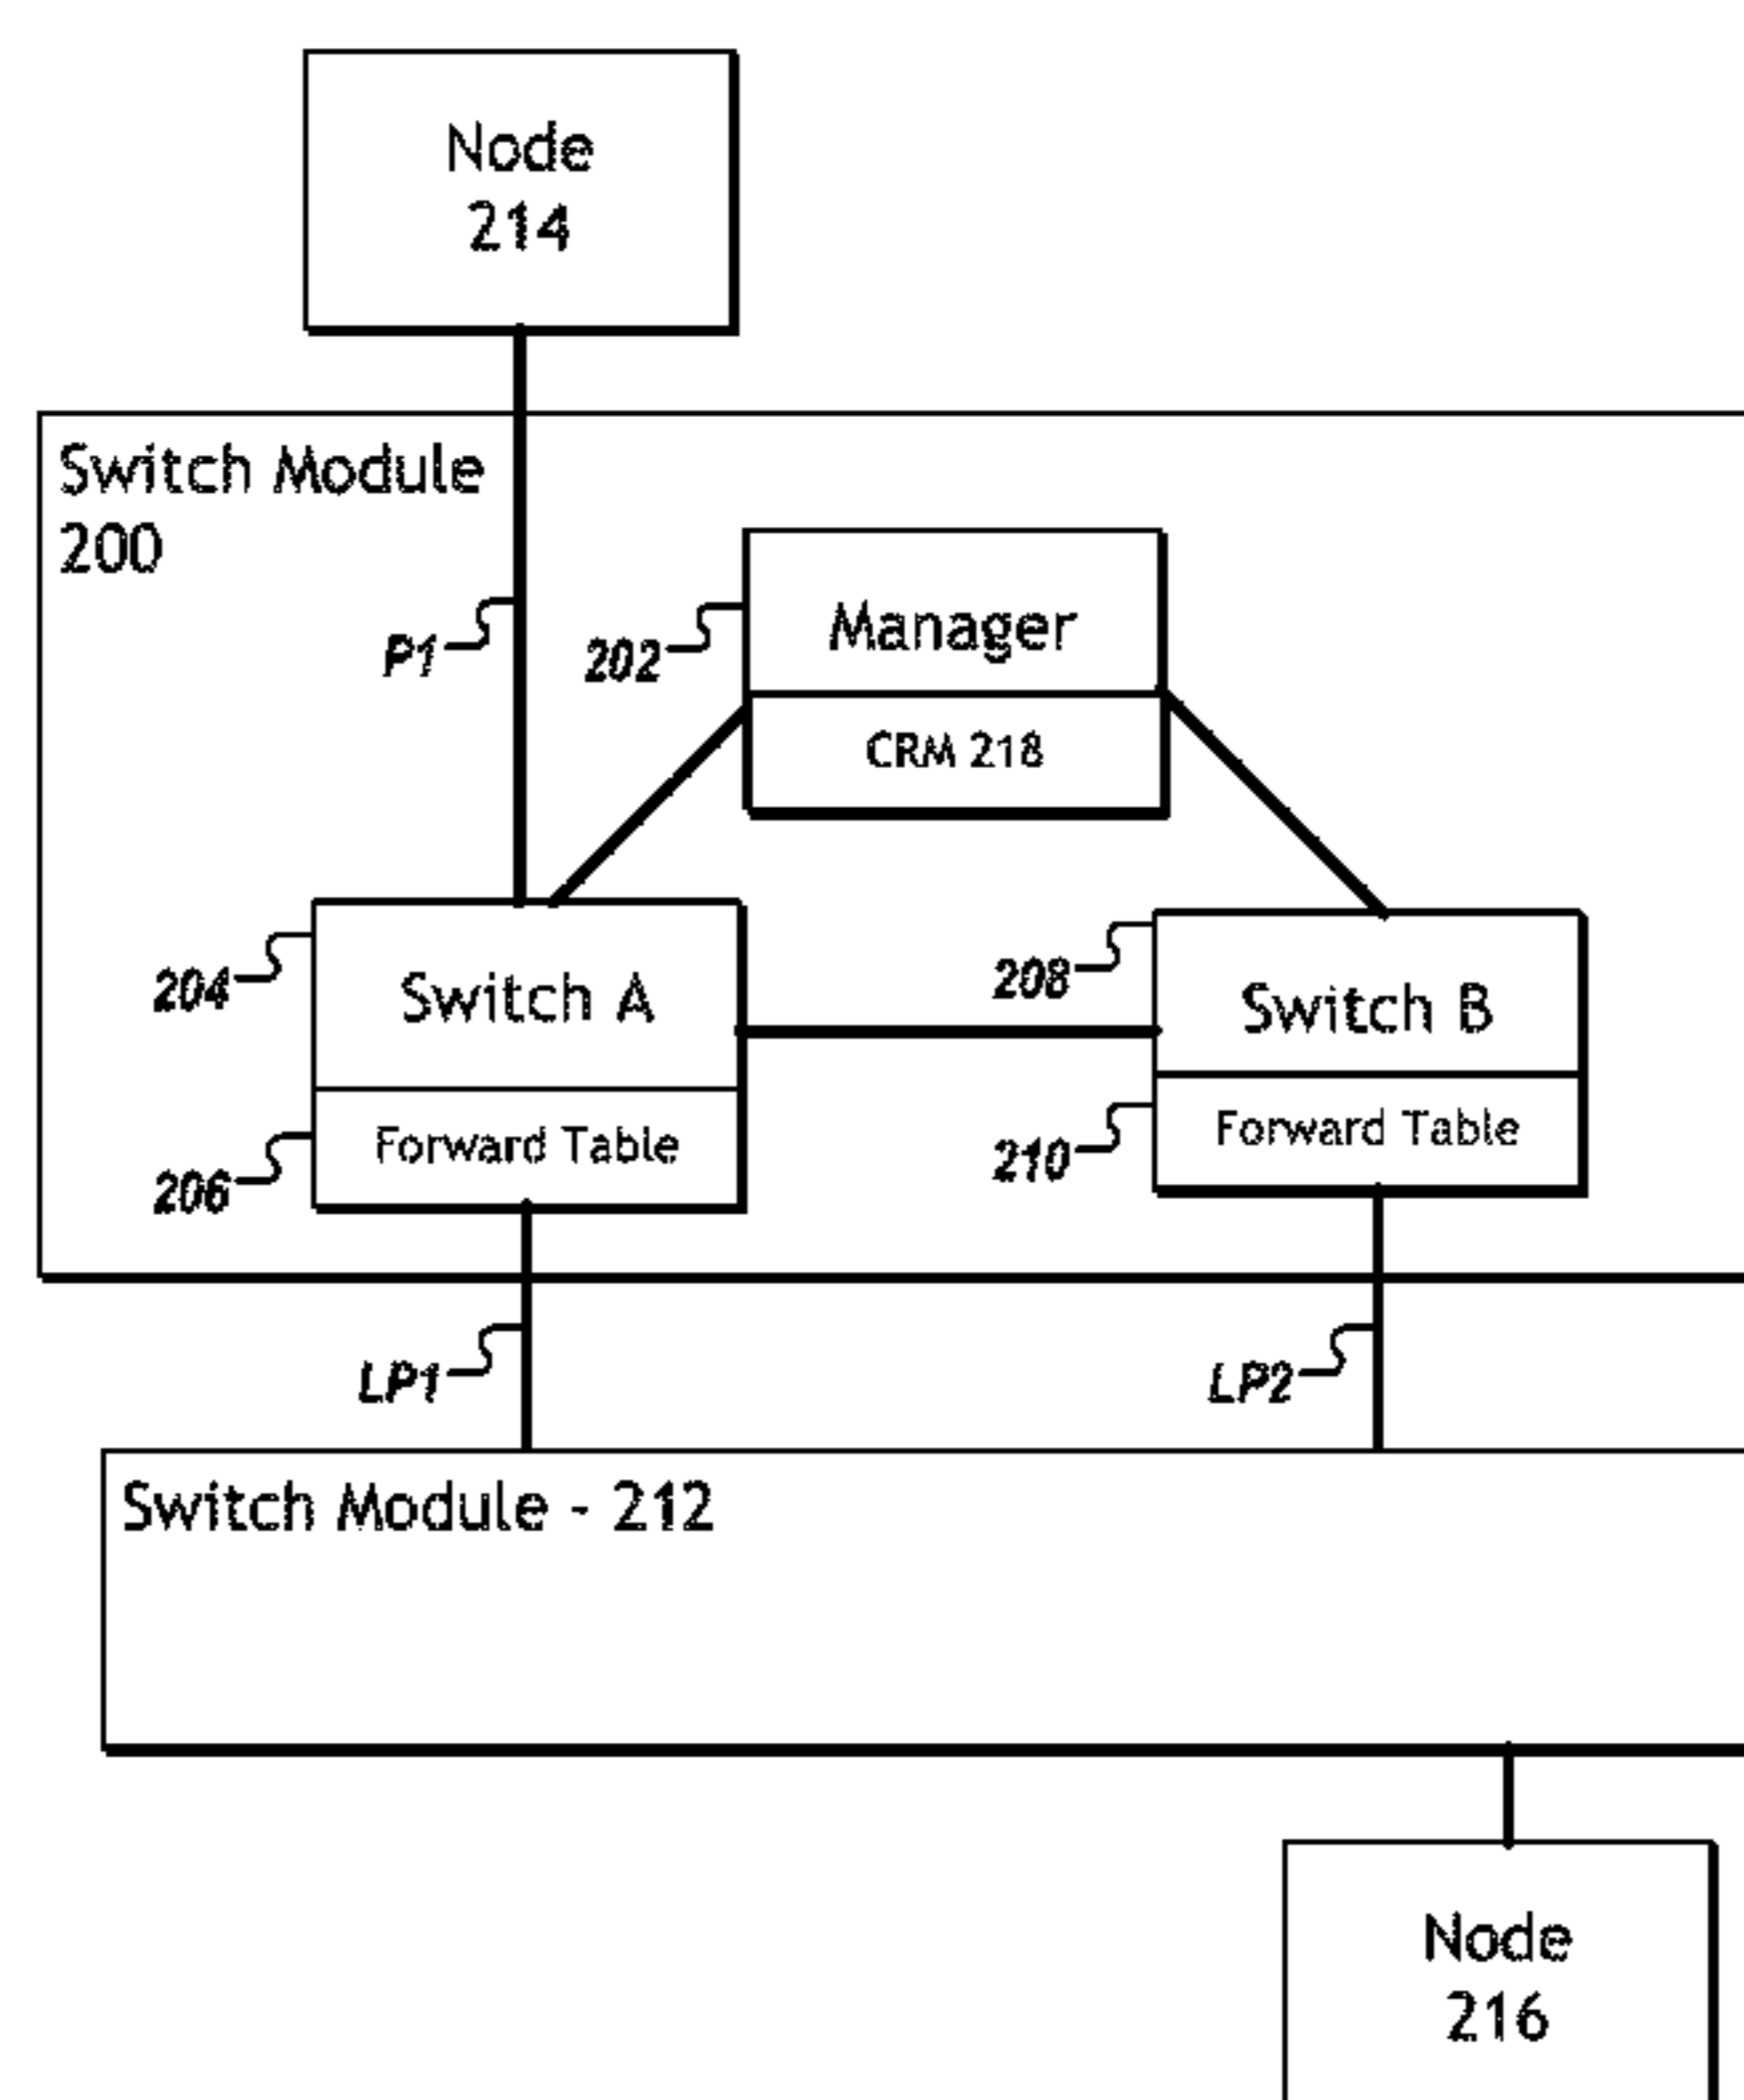 Node
214
Switch Module
200
P1
202
Manager
CRM 218
204
Switch A
208
Switch B
206
Forward Table
210
Forward Table
LP1
LP2
Switch Module - 212
Node
216